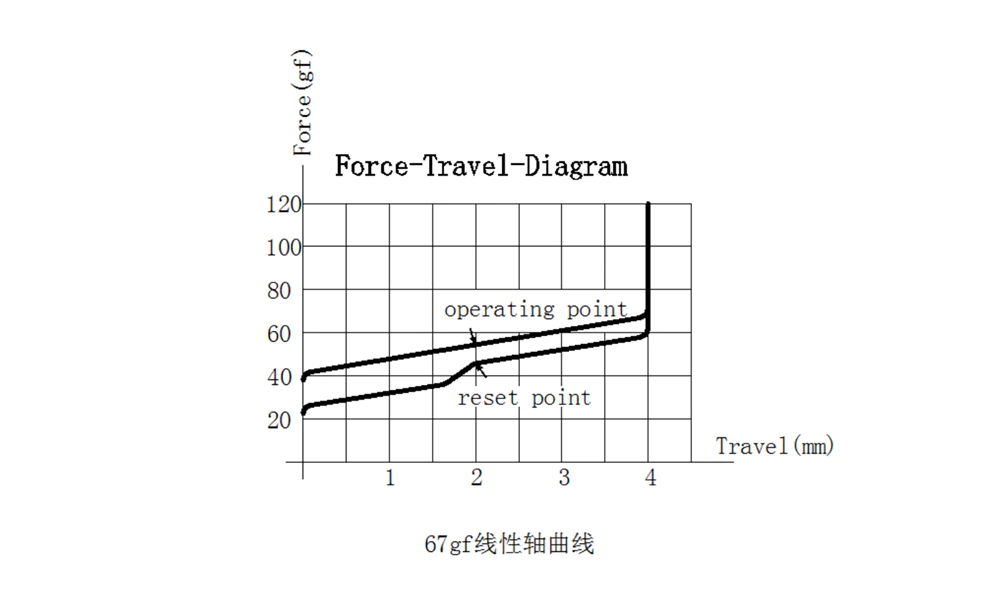 Force(gf)
Force-Travel-Diagram
120
100
80
operating point
60
40
reset point
20
Travel(mm)
1 2 3 4
67gf线性轴曲线